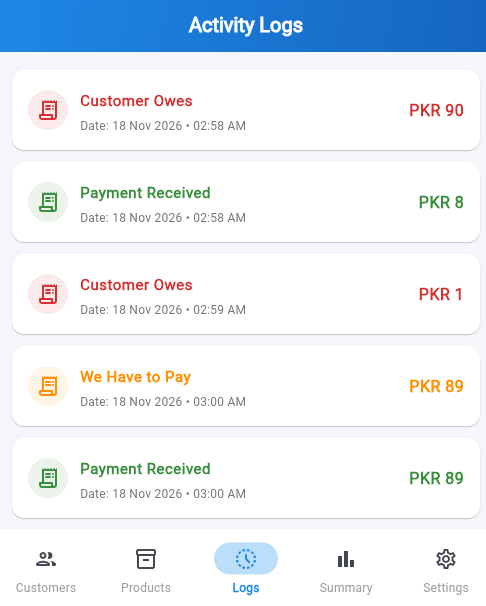 Activity Logs
Customer Owes
PKR 90
Date: 18 Nov 2026 • 02:58 AM
Payment Received
PKR 8
Date: 18 Nov 2026 • 02:58 AM
Customer Owes
PKR 1
Date: 18 Nov 2026 • 02:59 AM
We Have to Pay
PKR 89
Date: 18 Nov 2026 • 03:00 AM
Payment Received
PKR 89
Date: 18 Nov 2026 • 03:00 AM
Customers Products Logs Summary Settings